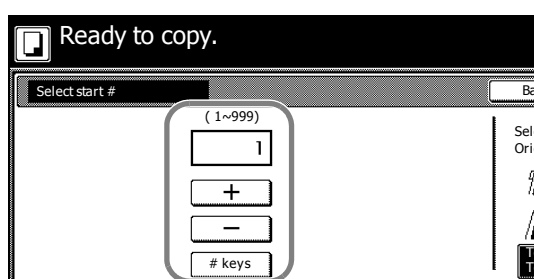 Ready to copy.
Select start #
( 1~999)
1
+
−
# keys